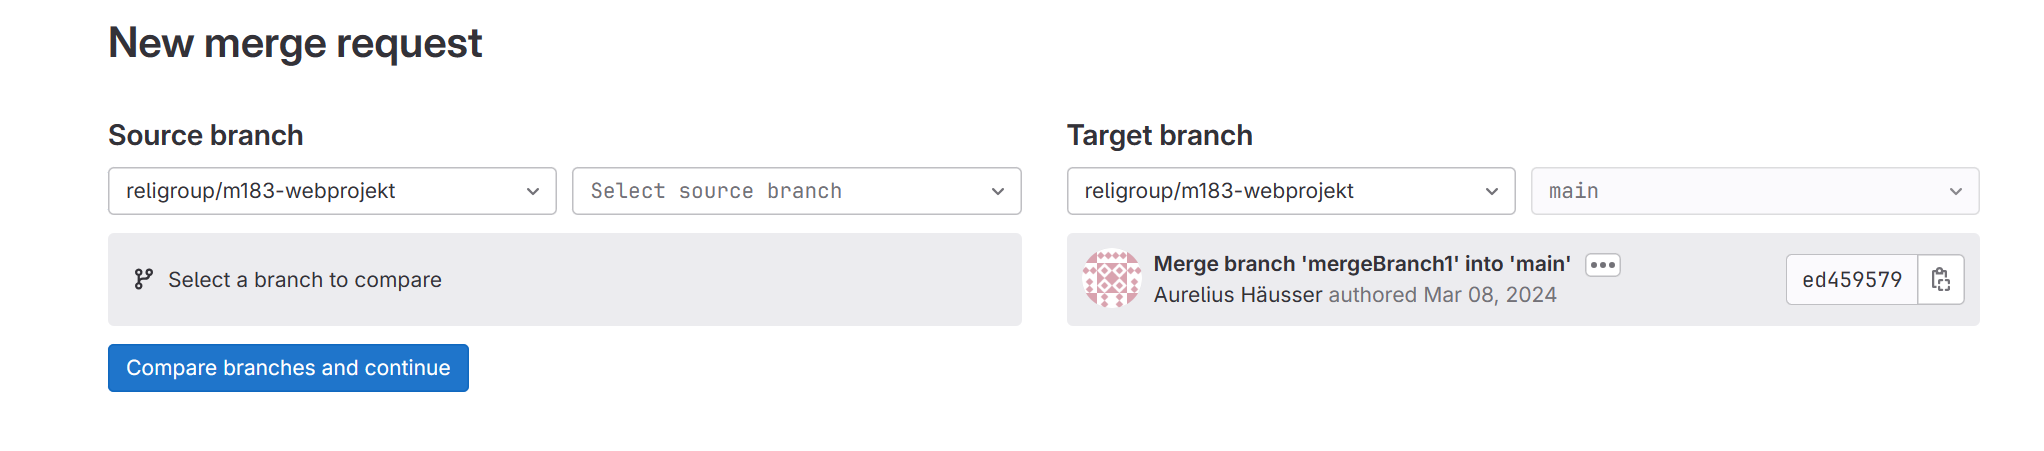 New merge request
Source branch
religroup/m183-webprojekt
Select source branch
Select a branch to compare
Compare branches and continue
Target branch
religroup/m183-webprojekt
main
Merge branch 'mergeBranch1' into 'main'
Aurelius Häusser authored Mar 08, 2024
ed459579